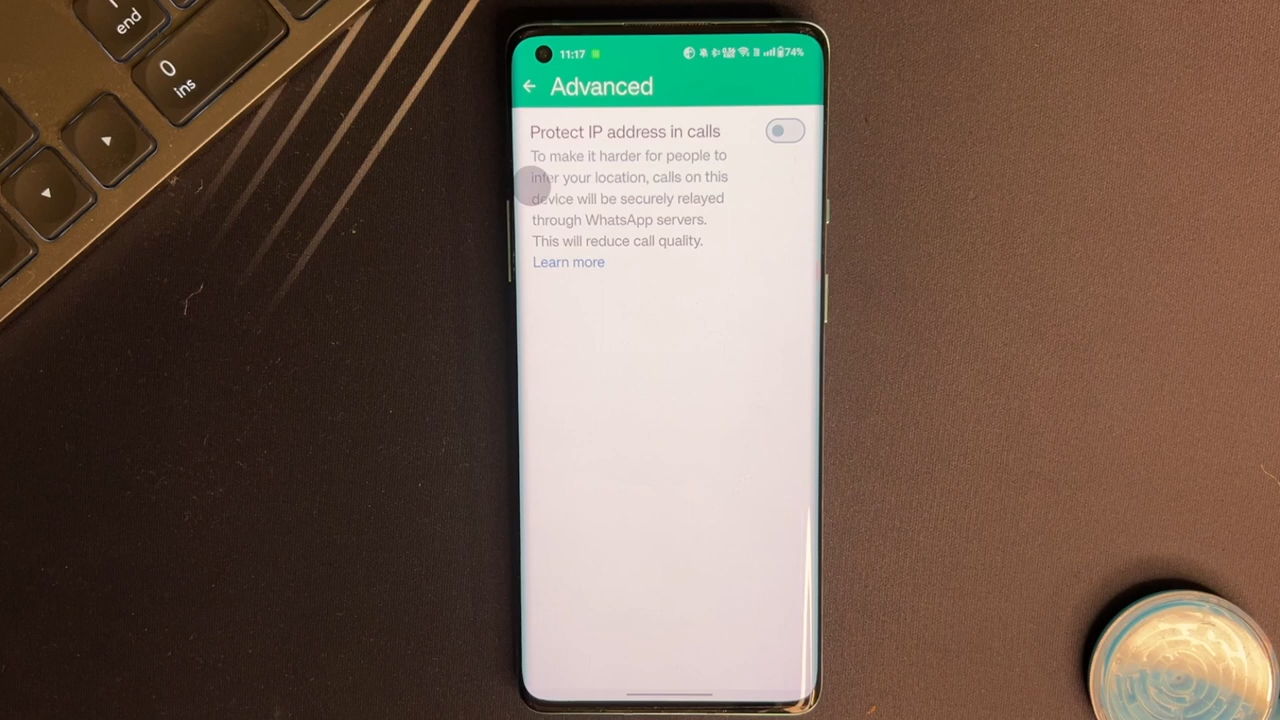 end
0
ins
11:17
74%
Advanced
Protect IP address in calls
To make it harder for people to
infer your location, calls on this
device will be securely relayed
through WhatsApp servers.
This will reduce call quality.
Learn more